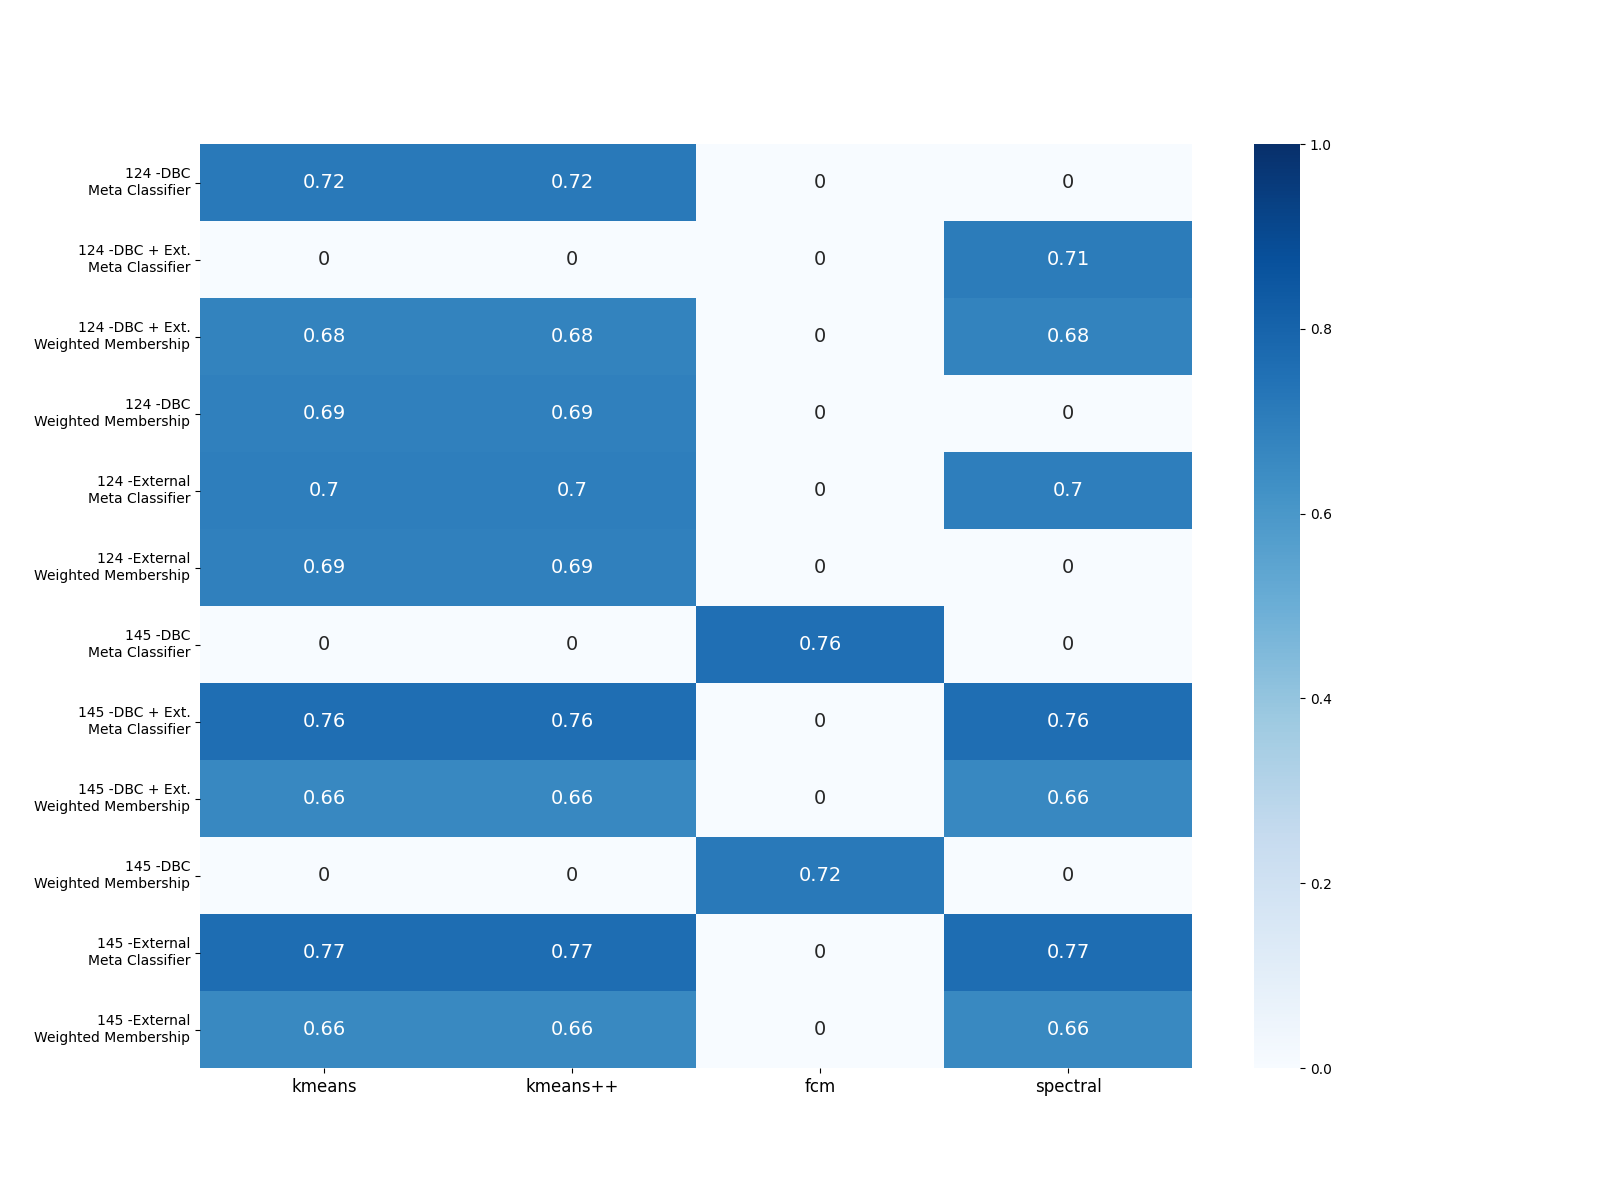 124 -DBC
Meta Classifier
0.72 0.72 0 0
124 -DBC + Ext.
Meta Classifier
0 0 0 0.71
124 -DBC + Ext.
Weighted Membership
0.68 0.68 0 0.68
124 -DBC
Weighted Membership
0.69 0.69 0 0
124 -External
Meta Classifier
0.7 0.7 0 0.7
124 -External
Weighted Membership
0.69 0.69 0 0
145 -DBC
Meta Classifier
0 0 0.76 0
145 -DBC + Ext.
Meta Classifier
0.76 0.76 0 0.76
145 -DBC + Ext.
Weighted Membership
0.66 0.66 0 0.66
145 -DBC
Weighted Membership
0 0 0.72 0
145 -External
Meta Classifier
0.77 0.77 0 0.77
145 -External
Weighted Membership
0.66 0.66 0 0.66
kmeans kmeans++ fcm spectral
1.0
0.8
0.6
0.4
0.2
0.0